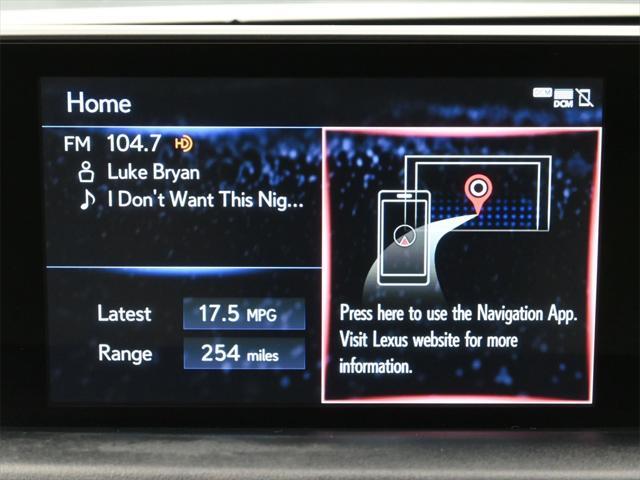 Home
DCM
FM 104.7 HD
Luke Bryan
I Don't Want This Nig...
Latest 17.5 MPG
Range 254 miles
Press here to use the Navigation App.
Visit Lexus website for more
information.